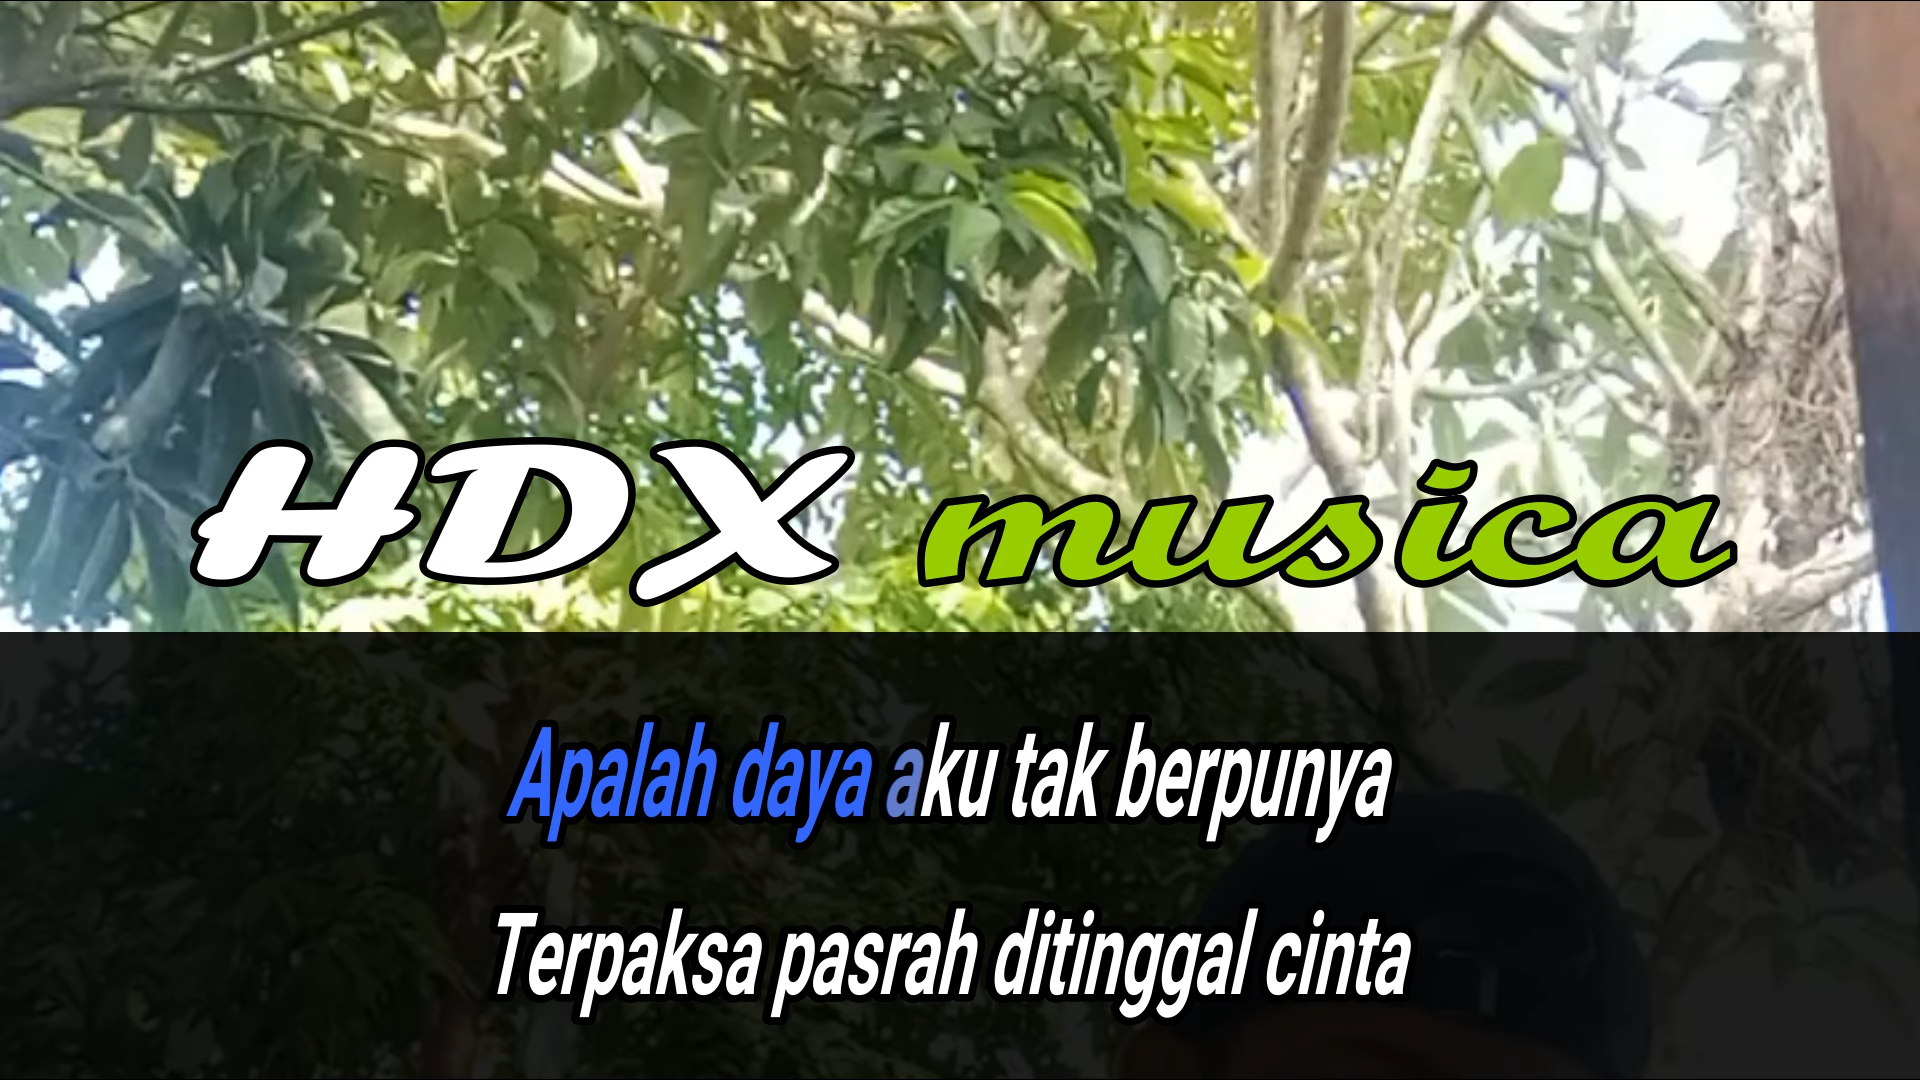 HDX musica
Apalah daya aku tak berpunya
Terpaksa pasrah ditinggal cinta